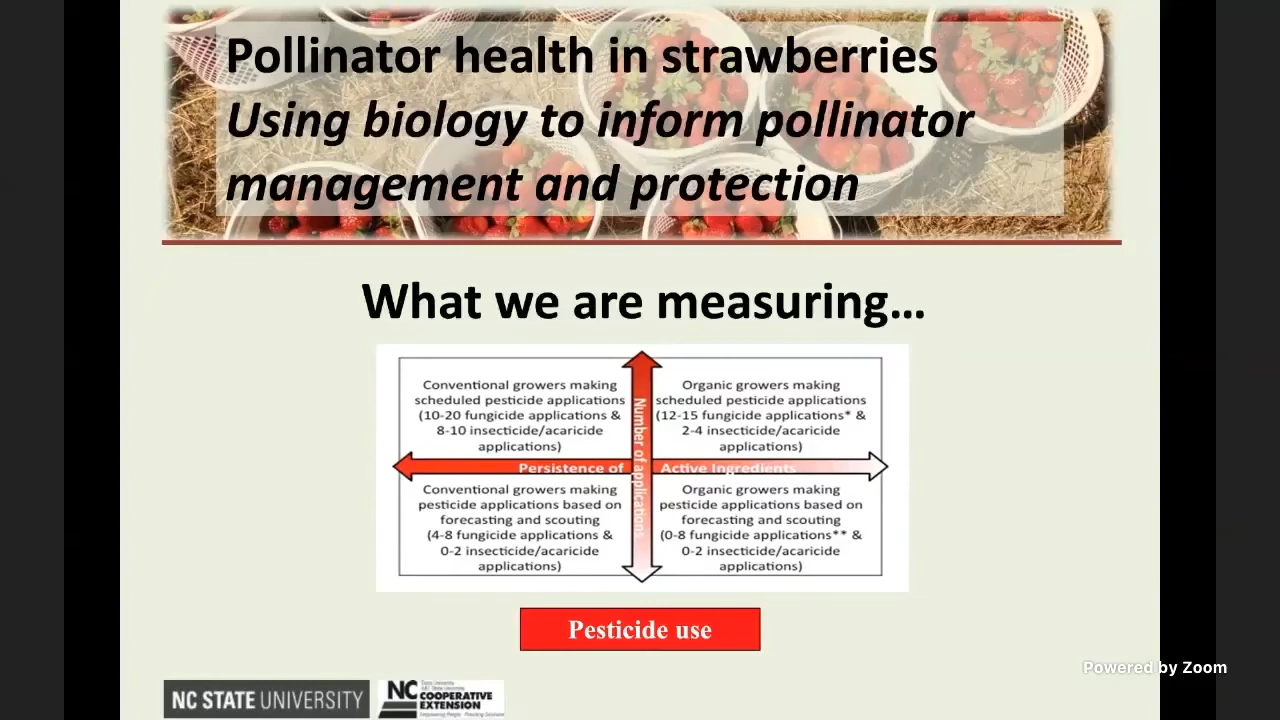 Pollinator health in strawberries
Using biology to inform pollinator
management and protection
What we are measuring…
Conventional growers making
scheduled pesticide applications
(10-20 fungicide applications &
8-10 insecticide/acaricide
applications)
Organic growers making
scheduled pesticide applications
(12-15 fungicide applications* &
2-4 insecticide/acaricide
applications)
Number of applications
Persistence of Active Ingredients
Conventional growers making
pesticide applications based on
forecasting and scouting
(4-8 fungicide applications &
0-2 insecticide/acaricide
applications)
Organic growers making
pesticide applications based on
forecasting and scouting
(0-8 fungicide applications** &
0-2 insecticide/acaricide
applications)
Pesticide use
Powered by Zoom
NC STATE UNIVERSITY
NC
COOPERATIVE
EXTENSION